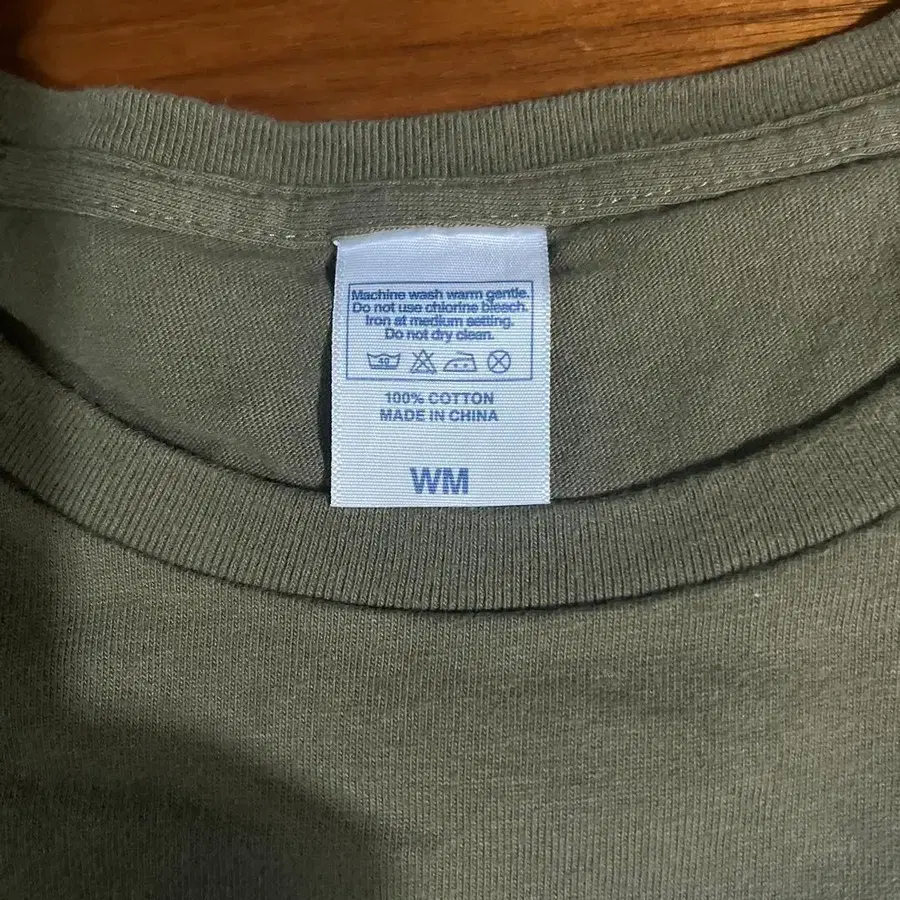 Machine wash warm gentle.
Do not use chlorine bleach.
Iron at medium setting.
Do not dry clean.
40
100% COTTON
MADE IN CHINA
WM